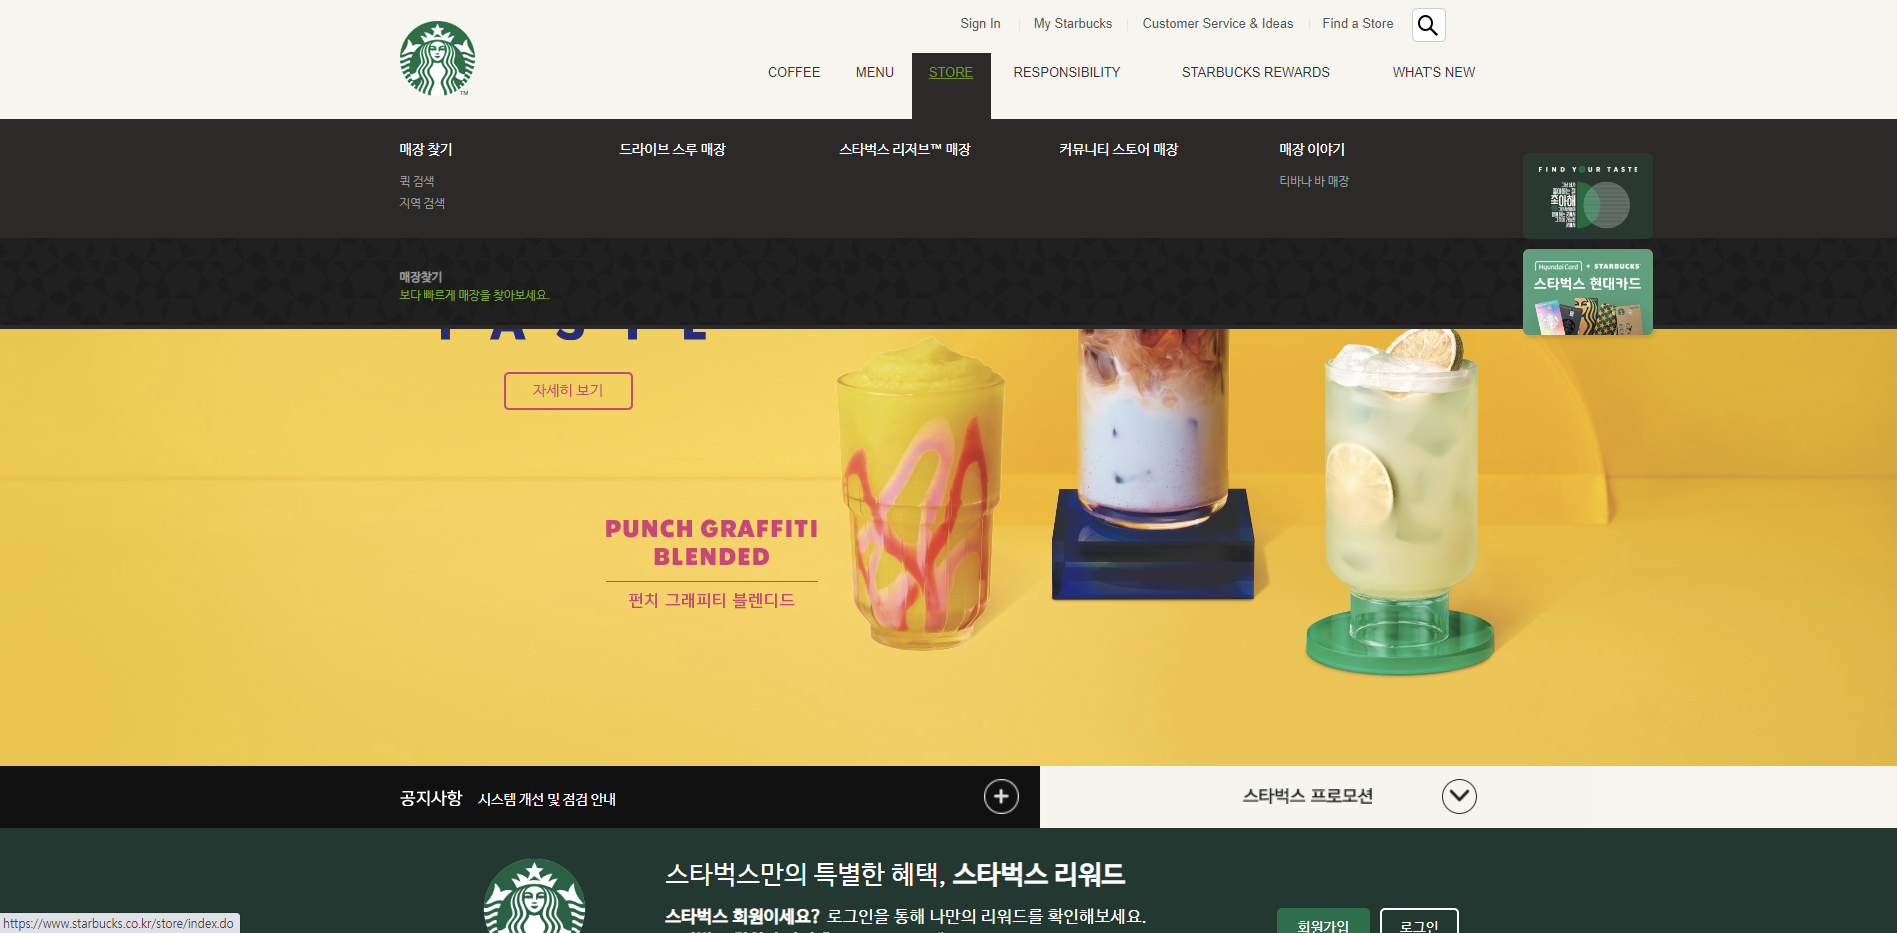 Sign In
My Starbucks
Customer Service & Ideas
Find a Store
COFFEE
MENU
STORE
RESPONSIBILITY
STARBUCKS REWARDS
WHAT'S NEW
TM
매장 찾기
드라이브 스루 매장
스타벅스 리저브™ 매장
커뮤니티 스토어 매장
매장 이야기
퀵 검색
지역 검색
티바나 바 매장
FIND YOUR TASTE
좋아해
매장찾기
보다 빠르게 매장을 찾아보세요.
HyundaiCard + STARBUCKS
스타벅스 현대카드
TASTE
자세히 보기
PUNCH GRAFFITI
BLENDED
펀치 그래피티 블렌디드
공지사항 시스템 개선 및 점검 안내
스타벅스 프로모션
스타벅스만의 특별한 혜택, 스타벅스 리워드
스타벅스 회원이세요? 로그인을 통해 나만의 리워드를 확인해보세요.
회원가입
로그인
https://www.starbucks.co.kr/store/index.do